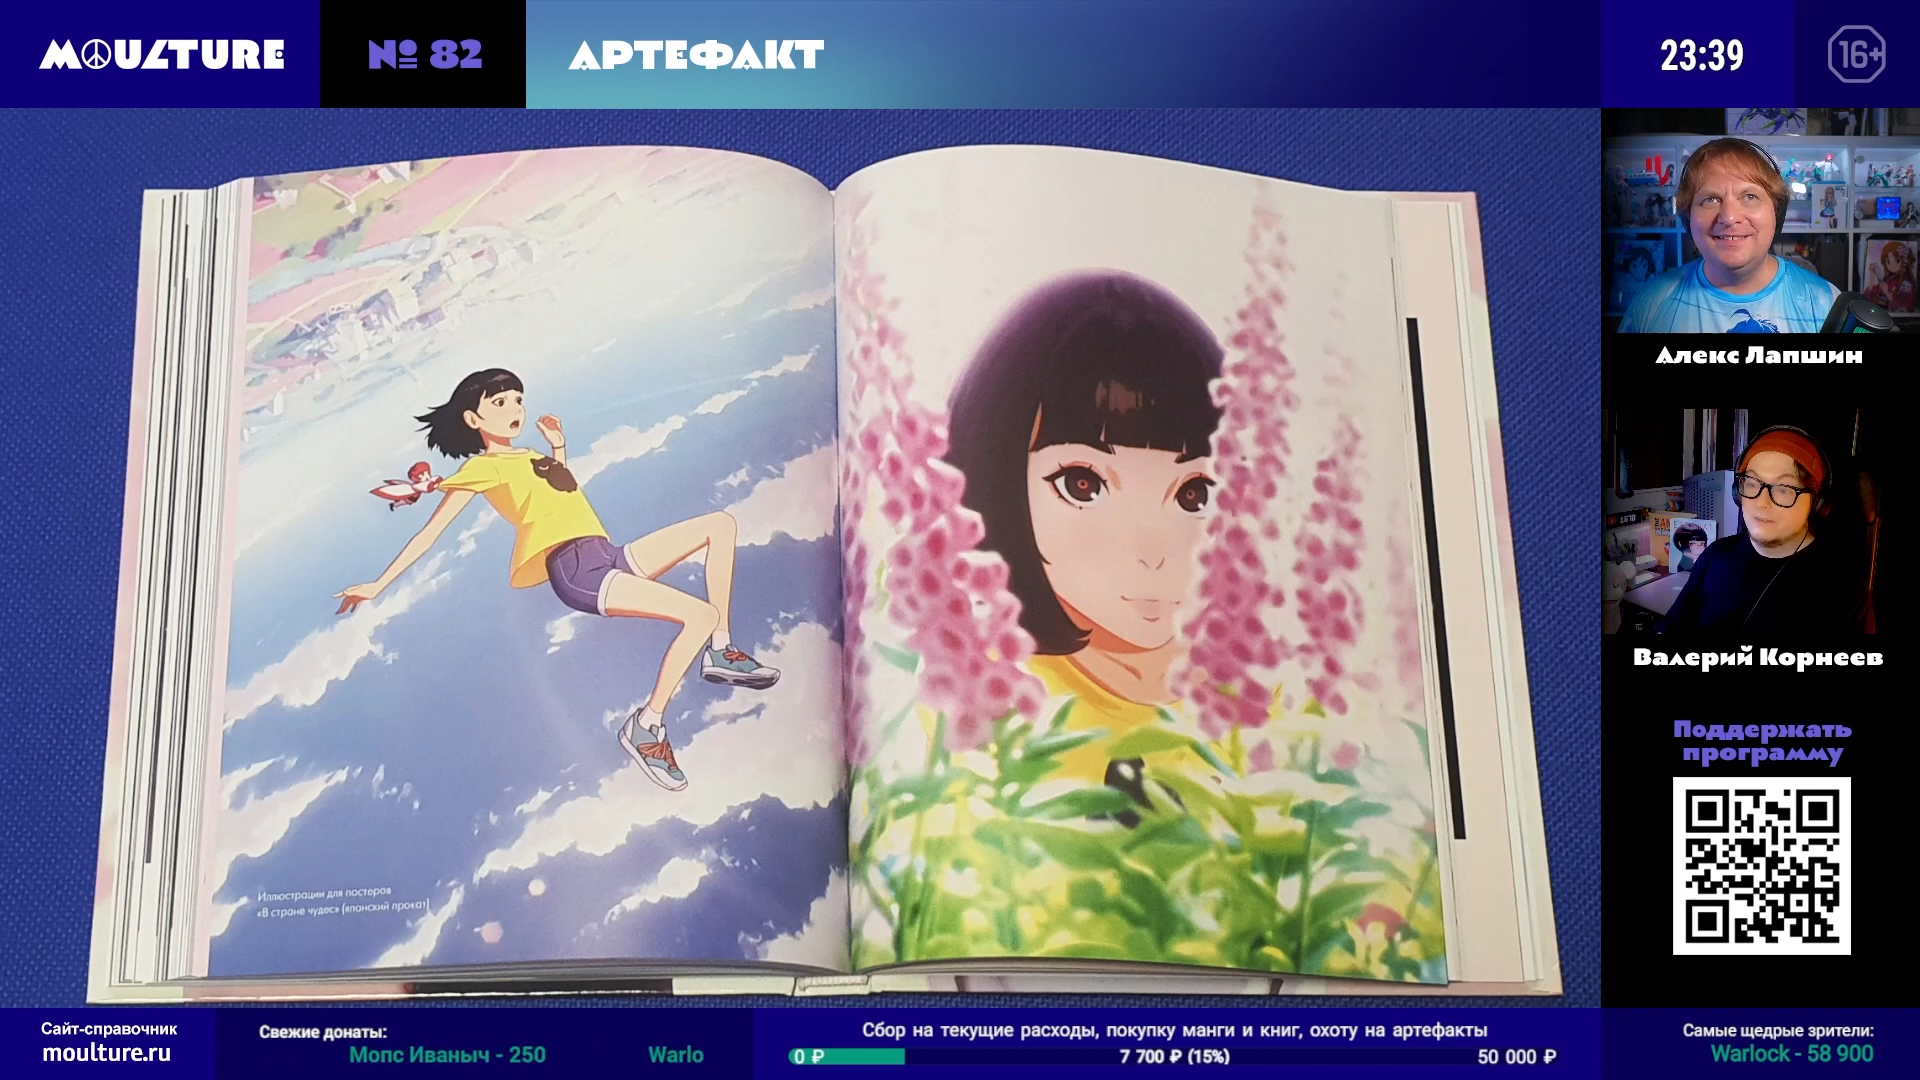 MOULTURE
№ 82
АРТЕФАКТ
23:39
16+
Иллюстрации для постеров
«В стране чудес» (японский прокат)
Алекс Лапшин
Валерий Корнеев
Поддержать
программу
Сайт-справочник
moulture.ru
Свежие донаты:
Мопс Иваныч - 250
Warlo
Сбор на текущие расходы, покупку манги и книг, охоту на артефакты
0 ₽
7 700 ₽ (15%)
50 000 ₽
Самые щедрые зрители:
Warlock - 58 900